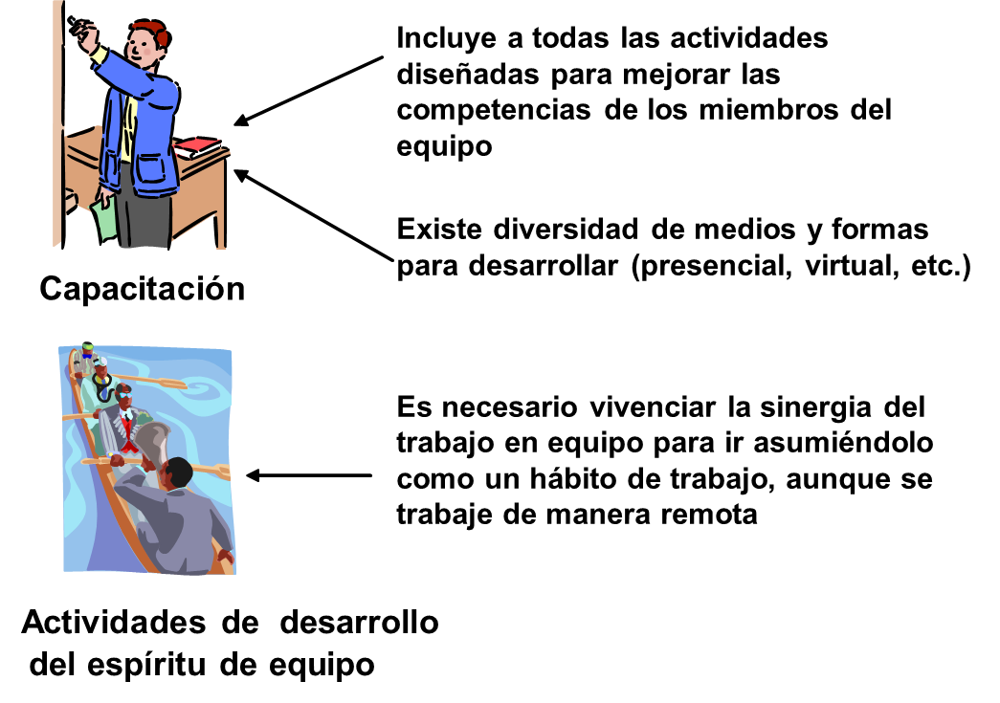 Incluye a todas las actividades
diseñadas para mejorar las
competencias de los miembros del
equipo
Existe diversidad de medios y formas
para desarrollar (presencial, virtual, etc.)
Capacitación
Es necesario vivenciar la sinergia del
trabajo en equipo para ir asumiéndolo
como un hábito de trabajo, aunque se
trabaje de manera remota
Actividades de desarrollo
del espíritu de equipo